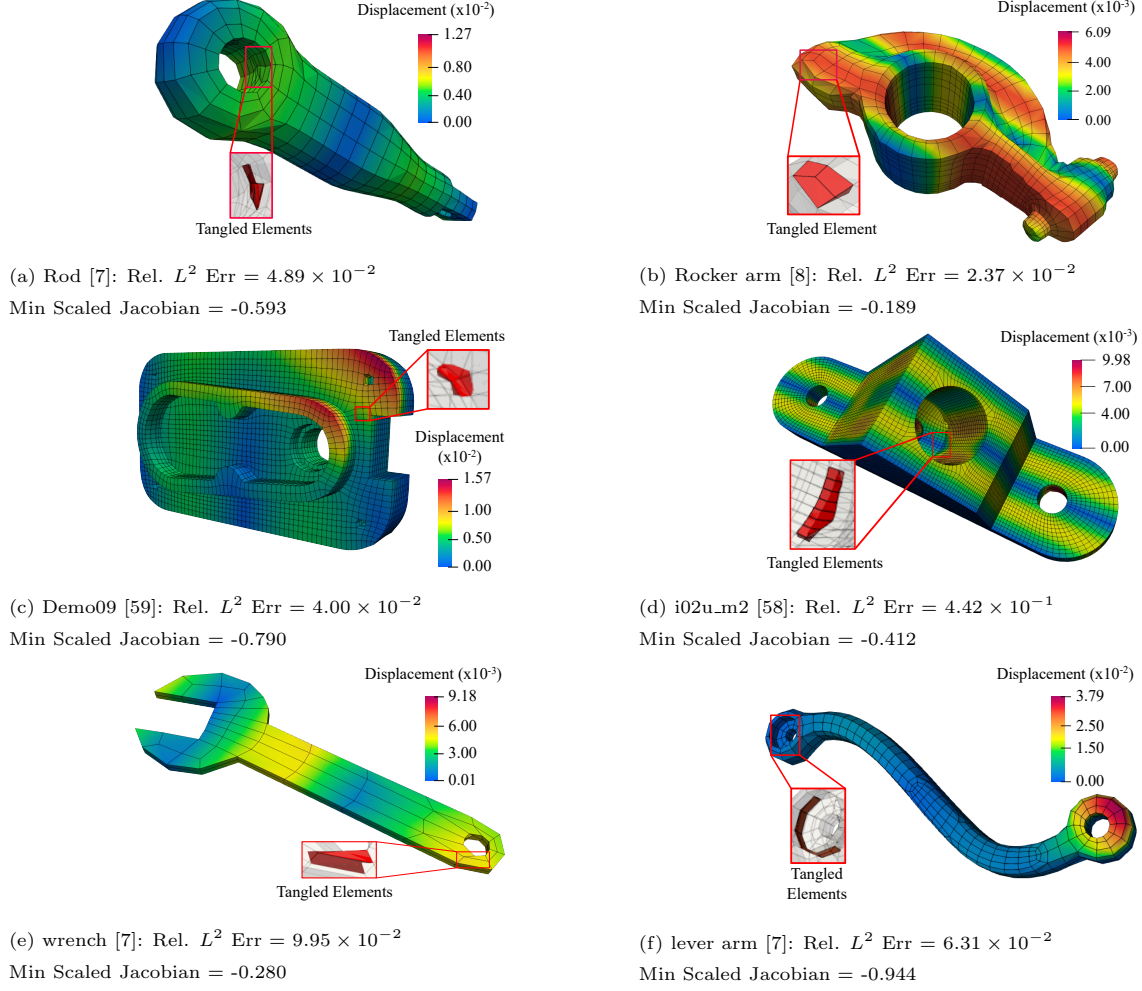 Displacement (x10-2)
1.27
0.80
0.40
0.00
Tangled Elements
(a) Rod [7]: Rel. L2 Err = 4.89 × 10−2
Min Scaled Jacobian = -0.593
Displacement (x10-3)
6.09
4.00
2.00
0.00
Tangled Element
(b) Rocker arm [8]: Rel. L2 Err = 2.37 × 10−2
Min Scaled Jacobian = -0.189
Tangled Elements
Displacement
(x10-2)
1.57
1.00
0.50
0.00
(c) Demo09 [59]: Rel. L2 Err = 4.00 × 10−2
Min Scaled Jacobian = -0.790
Displacement (x10-3)
9.98
7.00
4.00
0.00
Tangled Elements
(d) i02u_m2 [58]: Rel. L2 Err = 4.42 × 10−1
Min Scaled Jacobian = -0.412
Displacement (x10-3)
9.18
6.00
3.00
0.01
Tangled Elements
(e) wrench [7]: Rel. L2 Err = 9.95 × 10−2
Min Scaled Jacobian = -0.280
Displacement (x10-2)
3.79
2.50
1.50
0.00
Tangled
Elements
(f) lever arm [7]: Rel. L2 Err = 6.31 × 10−2
Min Scaled Jacobian = -0.944